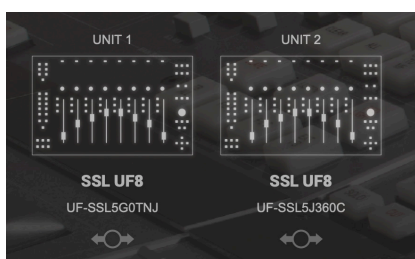 UNIT 1
UNIT 2
SSL UF8
SSL UF8
UF-SSL5G0TNJ
UF-SSL5J360C